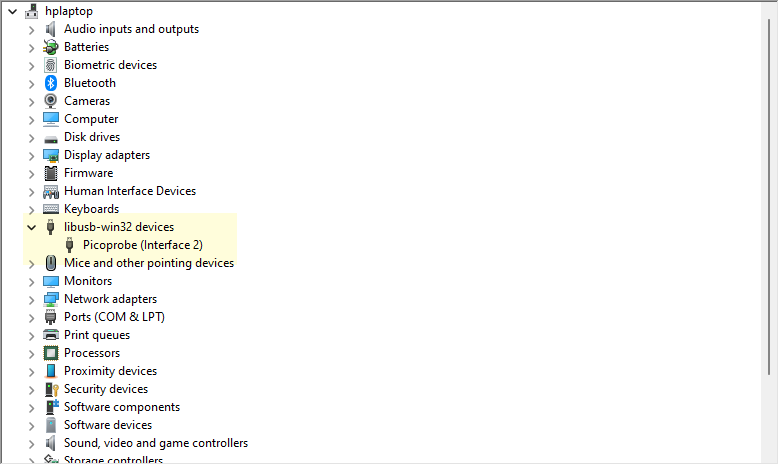 hplaptop
Audio inputs and outputs
Batteries
Biometric devices
Bluetooth
Cameras
Computer
Disk drives
Display adapters
Firmware
Human Interface Devices
Keyboards
libusb-win32 devices
Picoprobe (Interface 2)
Mice and other pointing devices
Monitors
Network adapters
Ports (COM & LPT)
Print queues
Processors
Proximity devices
Security devices
Software components
Software devices
Sound, video and game controllers
Storage controllers